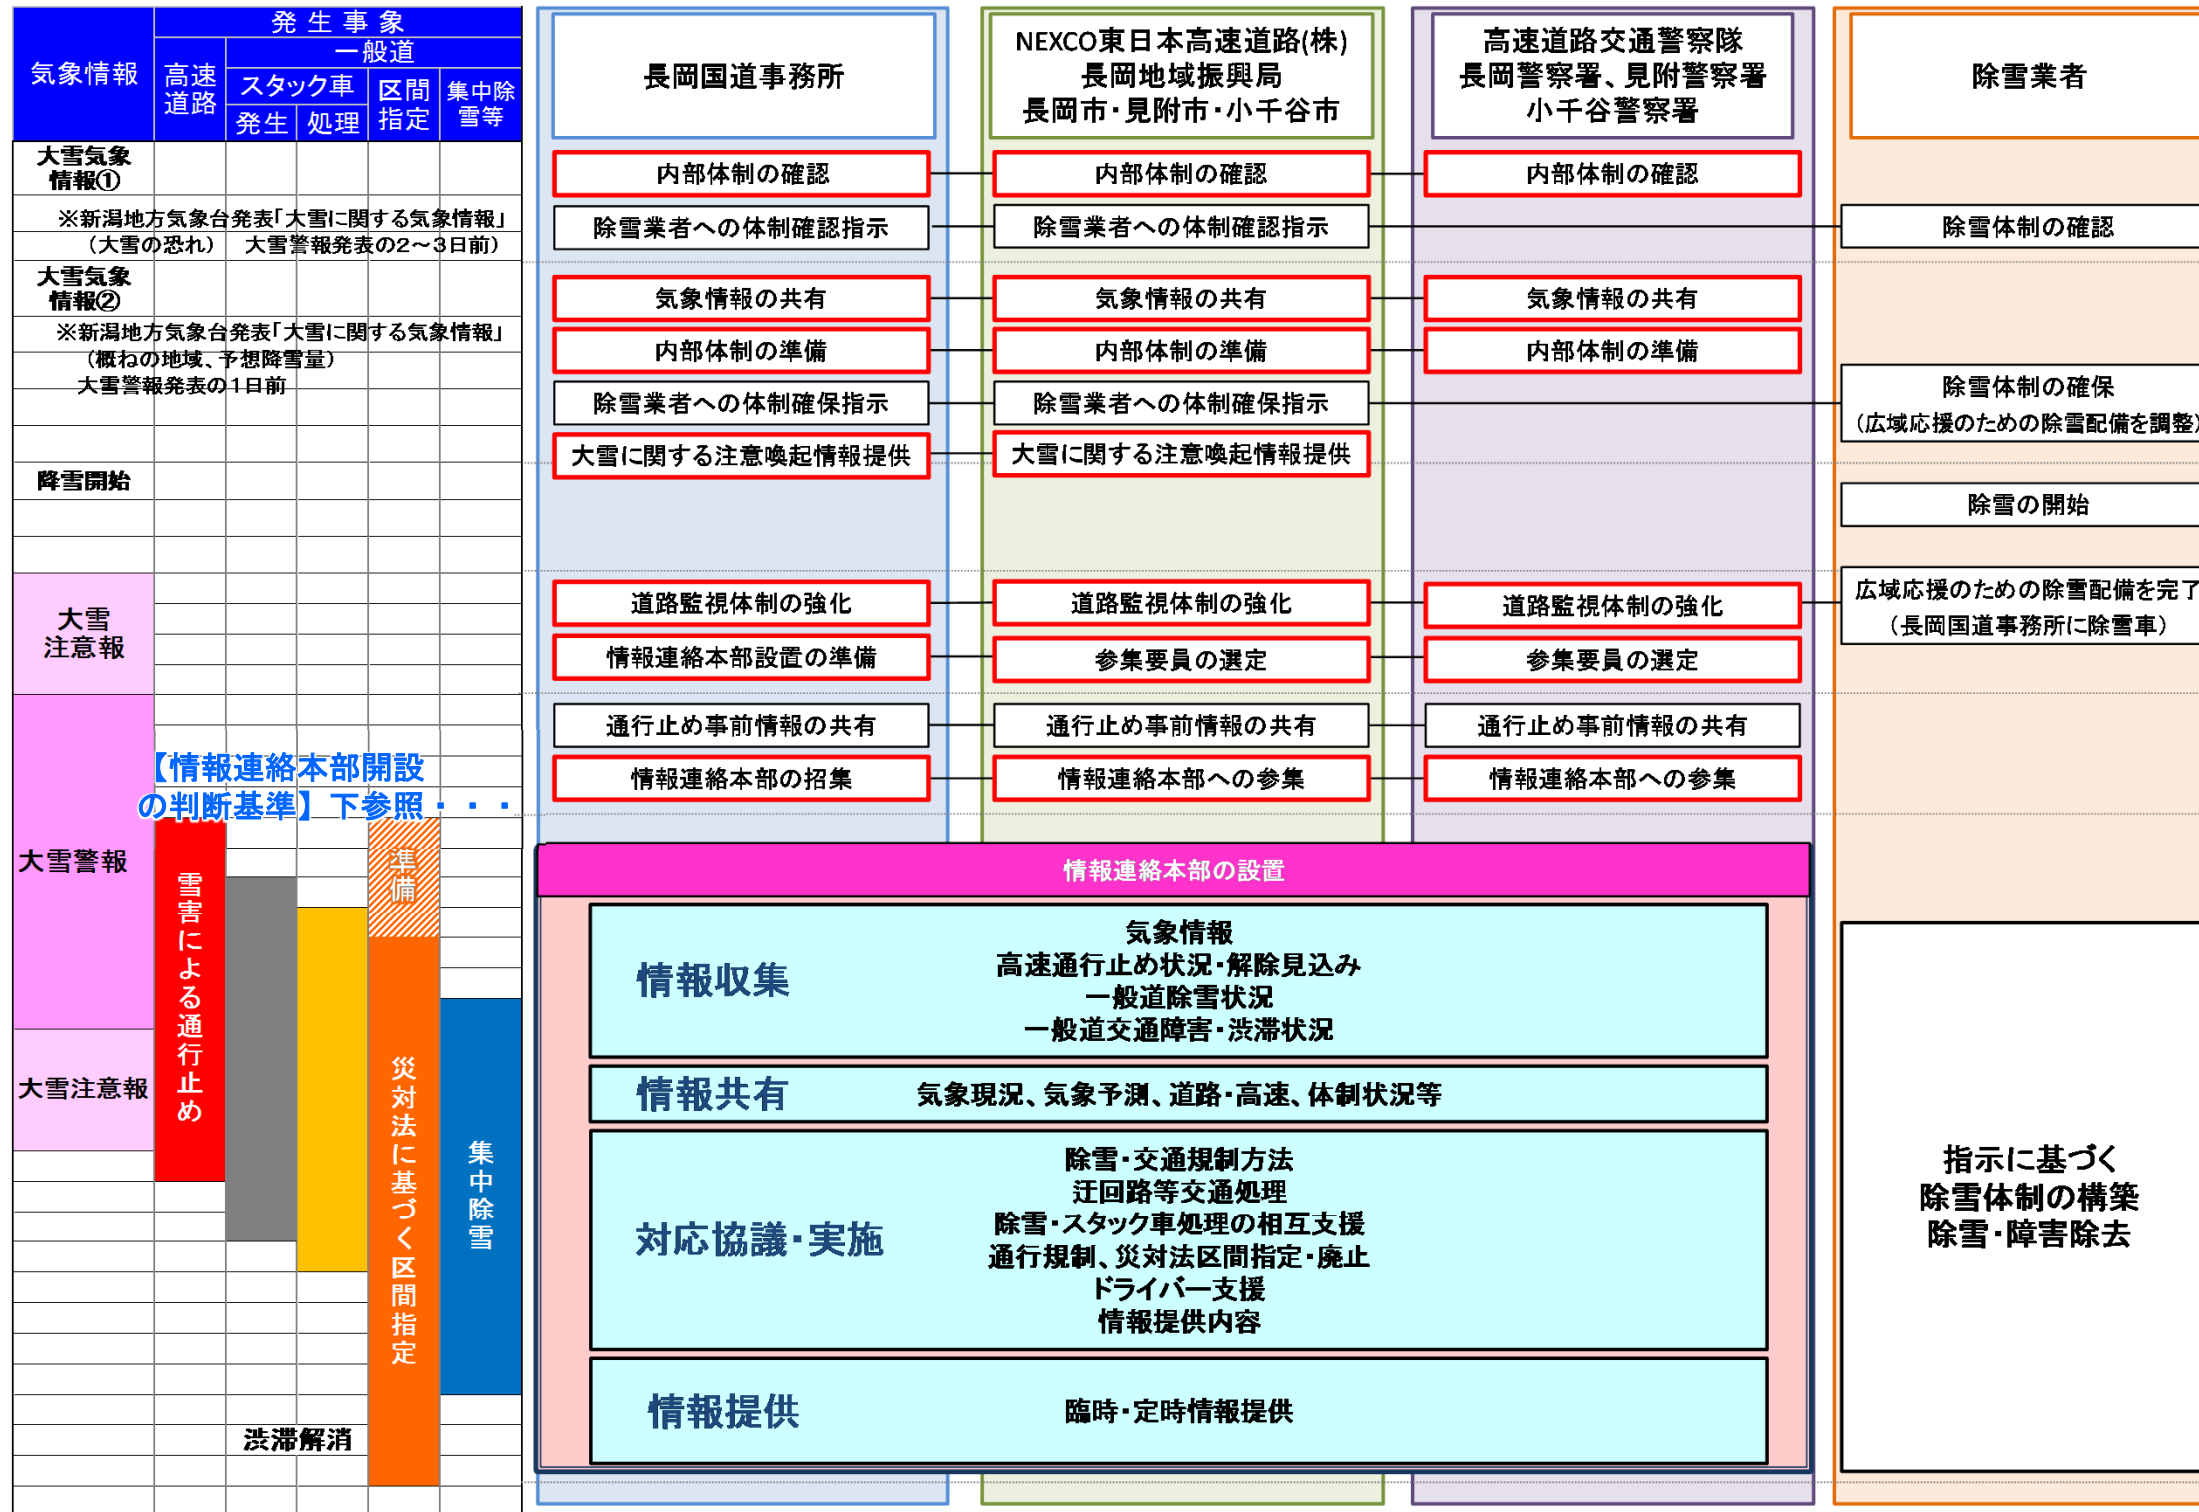 気象情報
発生事象
高速
道路
一般道
スタック車
発生
処理
区間
指定
集中除
雪等
長岡国道事務所
NEXCO東日本高速道路(株)
長岡地域振興局
長岡市・見附市・小千谷市
高速道路交通警察隊
長岡警察署、見附警察署
小千谷警察署
除雪業者
大雪気象
情報①
内部体制の確認
内部体制の確認
内部体制の確認
※新潟地方気象台発表「大雪に関する気象情報」
（大雪の恐れ） 大雪警報発表の2～3日前）
除雪業者への体制確認指示
除雪業者への体制確認指示
除雪体制の確認
大雪気象
情報②
気象情報の共有
気象情報の共有
気象情報の共有
※新潟地方気象台発表「大雪に関する気象情報」
（概ねの地域、予想降雪量）
大雪警報発表の1日前
内部体制の準備
内部体制の準備
内部体制の準備
除雪業者への体制確保指示
除雪業者への体制確保指示
除雪体制の確保
（広域応援のための除雪配備を調整）
大雪に関する注意喚起情報提供
大雪に関する注意喚起情報提供
降雪開始
除雪の開始
大雪
注意報
道路監視体制の強化
道路監視体制の強化
道路監視体制の強化
広域応援のための除雪配備を完了
（長岡国道事務所に除雪車）
情報連絡本部設置の準備
参集要員の選定
参集要員の選定
通行止め事前情報の共有
通行止め事前情報の共有
通行止め事前情報の共有
【情報連絡本部開設
の判断基準】下参照・・・
情報連絡本部の招集
情報連絡本部への参集
情報連絡本部への参集
大雪警報
雪害による通行止め
準備
災対法に基づく区間指定
集中除雪
大雪注意報
渋滞解消
情報連絡本部の設置
情報収集
気象情報
高速通行止め状況・解除見込み
一般道除雪状況
一般道交通障害・渋滞状況
情報共有
気象現況、気象予測、道路・高速、体制状況等
対応協議・実施
除雪・交通規制方法
迂回路等交通処理
除雪・スタック車処理の相互支援
通行規制、災対法区間指定・廃止
ドライバー支援
情報提供内容
情報提供
臨時・定時情報提供
指示に基づく
除雪体制の構築
除雪・障害除去